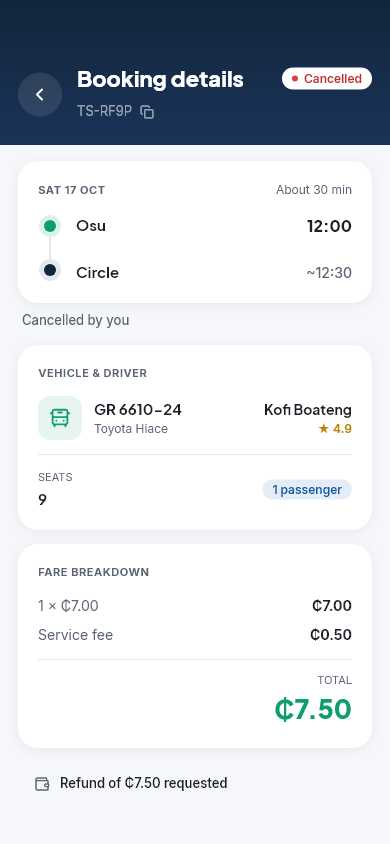 Booking details
Cancelled
TS-RF9P
SAT 17 OCT
About 30 min
Osu
12:00
Circle
~12:30
Cancelled by you
VEHICLE & DRIVER
GR 6610-24
Kofi Boateng
Toyota Hiace
★ 4.9
SEATS
9
1 passenger
FARE BREAKDOWN
1 × ₵7.00
₵7.00
Service fee
₵0.50
TOTAL
₵7.50
Refund of ₵7.50 requested